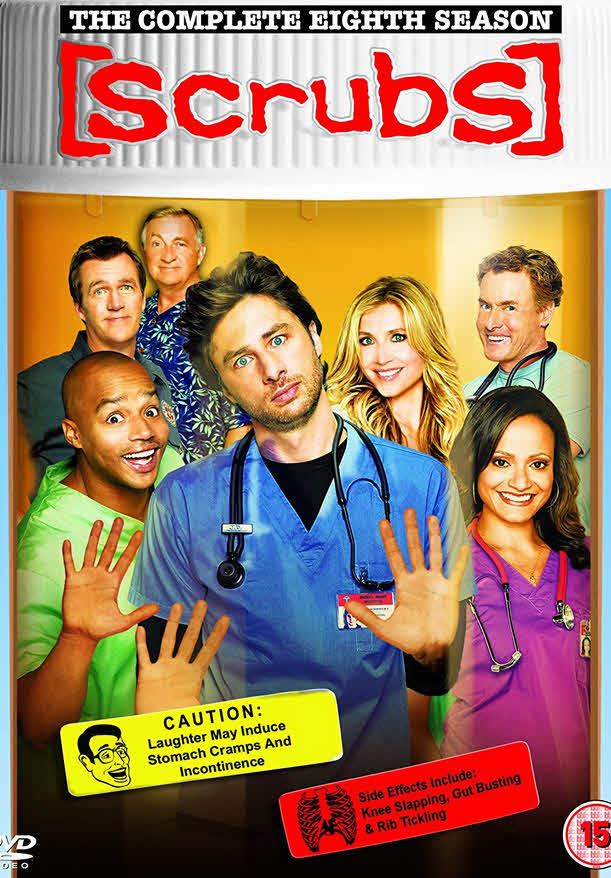 THE COMPLETE EIGHTH SEASON
[scrubs]
CAUTION:
Laughter May Induce
Stomach Cramps And
Incontinence
Side Effects Include:
Knee Slapping, Gut Busting
& Rib Tickling
15
DVD
VIDEO